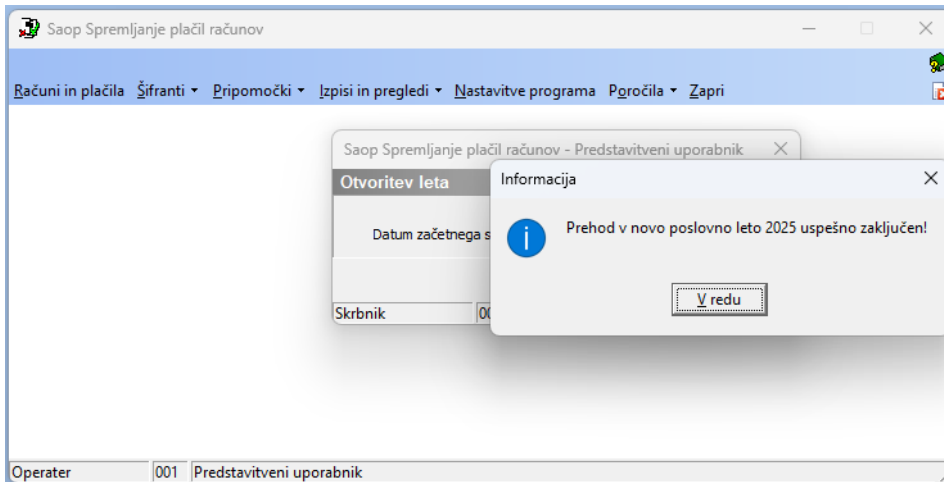 Saop Spremljanje plačil računov
Računi in plačila Šifranti Pripomočki Izpisi in pregledi Nastavitve programa Poročila Zapri
Saop Spremljanje plačil računov - Predstavitveni uporabnik
Otvoritev leta
Informacija
Datum začetnega s
Prehod v novo poslovno leto 2025 uspešno zaključen!
V redu
Skrbnik 00
Operater 001 Predstavitveni uporabnik